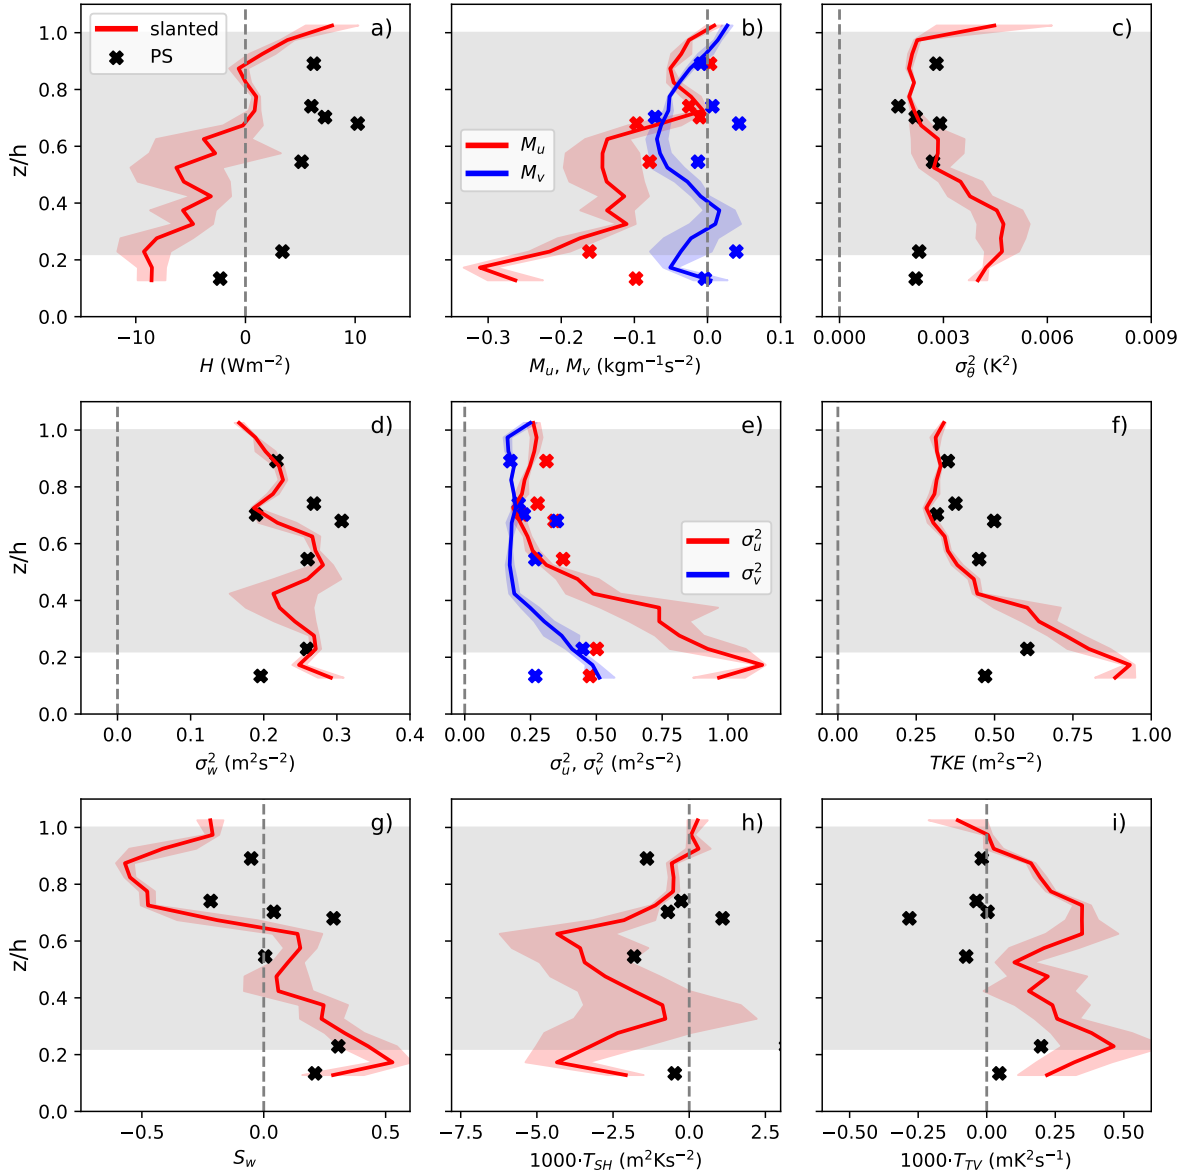 1.0
0.8
0.6
0.4
0.2
0.0
z/h
slanted
PS
a)
−10
0
10
H (Wm⁻²)
b)
M_u
M_v
−0.3
−0.2
−0.1
0.0
0.1
M_u, M_v (kgm⁻¹s⁻²)
c)
0.000
0.003
0.006
0.009
σ_θ² (K²)
1.0
0.8
0.6
0.4
0.2
0.0
z/h
d)
0.0
0.1
0.2
0.3
0.4
σ_w² (m²s⁻²)
e)
σ_u²
σ_v²
0.00
0.25
0.50
0.75
1.00
σ_u², σ_v² (m²s⁻²)
f)
0.00
0.25
0.50
0.75
1.00
TKE (m²s⁻²)
1.0
0.8
0.6
0.4
0.2
0.0
z/h
g)
−0.5
0.0
0.5
S_w
h)
−7.5
−5.0
−2.5
0.0
2.5
1000·T_SH (m²Ks⁻²)
i)
−0.50
−0.25
0.00
0.25
0.50
1000·T_TV (mK²s⁻¹)